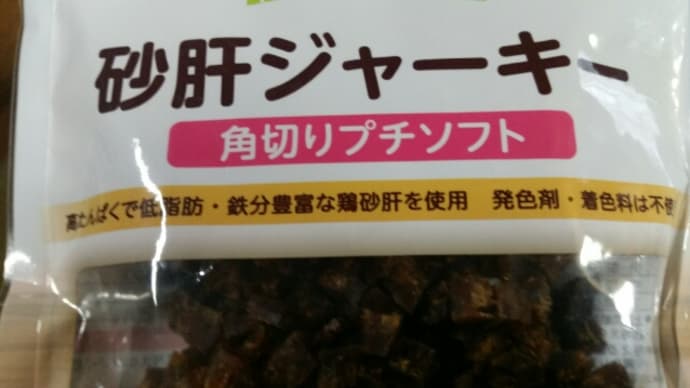 砂肝ジャーキー
角切りプチソフト
高たんぱくで低脂肪・鉄分豊富な鶏砂肝を使用 発色剤・着色料は不使